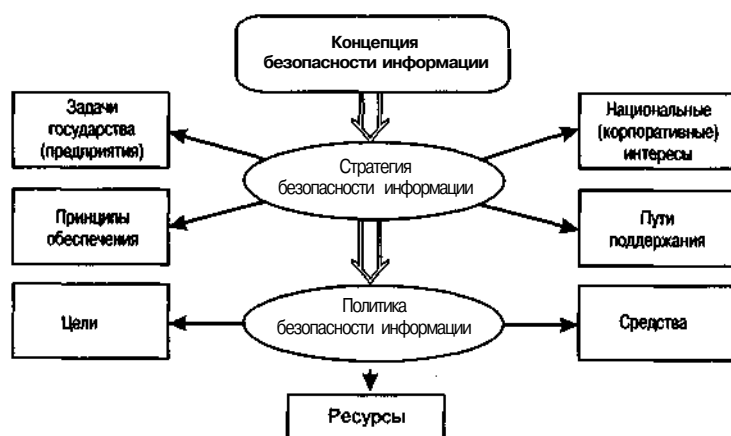 Концепция
безопасности информации
Задачи
государства
(предприятия)
Национальные
(корпоративные)
интересы
Стратегия
безопасности информации
Принципы
обеспечения
Пути
поддержания
Цели
Политика
безопасности информации
Средства
Ресурсы